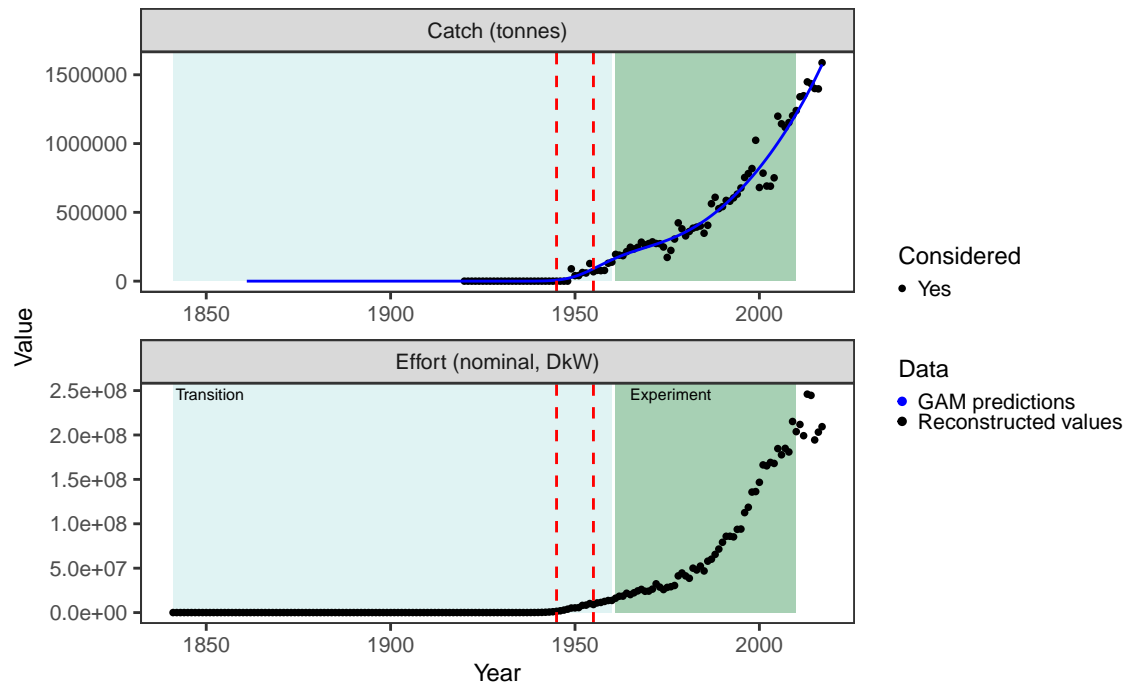 Catch (tonnes)
1500000
1000000
500000
0
1850 1900 1950 2000
Value
Effort (nominal, DkW)
Transition Experiment
2.5e+08
2.0e+08
1.5e+08
1.0e+08
5.0e+07
0.0e+00
1850 1900 1950 2000
Year
Considered
Yes
Data
GAM predictions
Reconstructed values